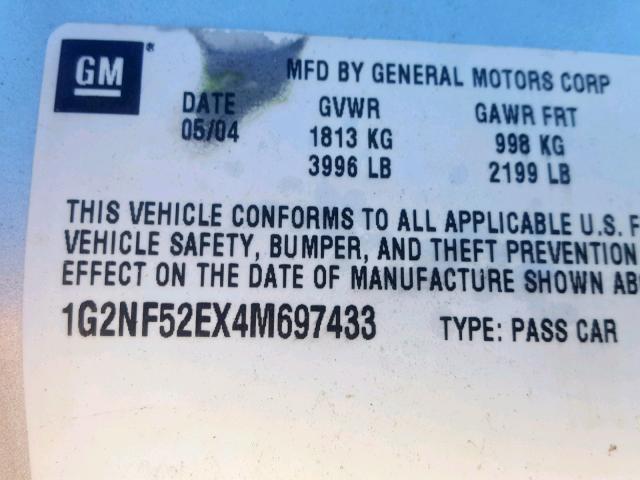 GM®
MFD BY GENERAL MOTORS CORP
DATE GVWR GAWR FRT
05/04 1813 KG 998 KG
3996 LB 2199 LB
THIS VEHICLE CONFORMS TO ALL APPLICABLE U.S. F
VEHICLE SAFETY, BUMPER, AND THEFT PREVENTION
EFFECT ON THE DATE OF MANUFACTURE SHOWN AB
1G2NF52EX4M697433 TYPE: PASS CAR